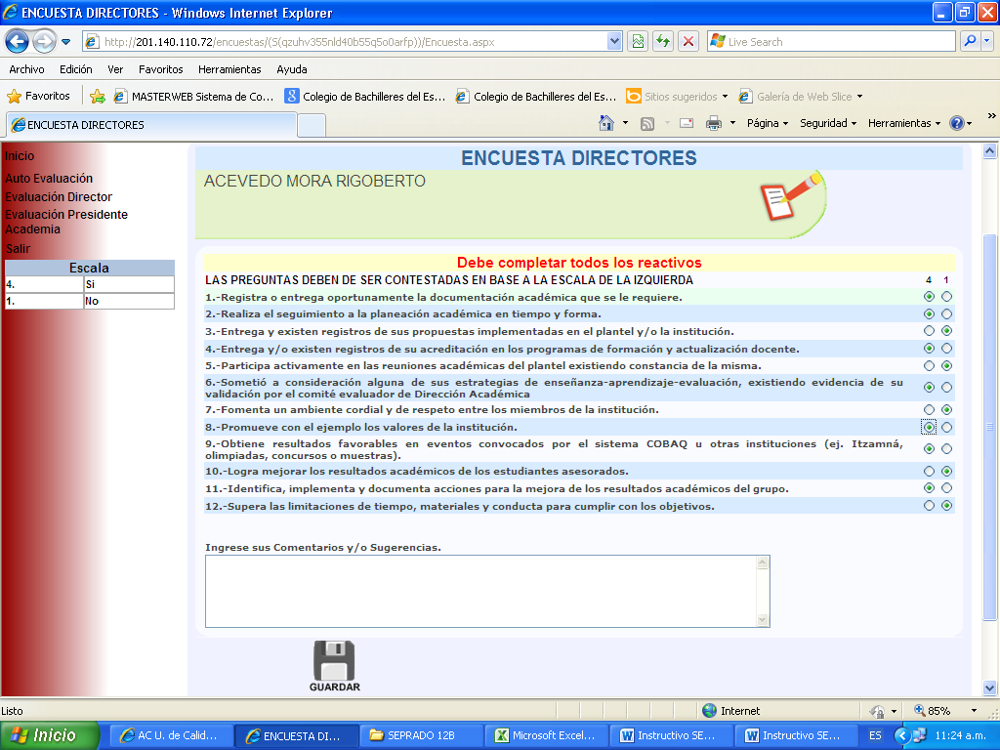 ENCUESTA DIRECTORES - Windows Internet Explorer
http://201.140.110.72/encuestas/(S(qzuhv355nld40b55q5o0arfp))/Encuesta.aspx
Live Search
Archivo Edición Ver Favoritos Herramientas Ayuda
Favoritos MASTERWEB Sistema de Co... Colegio de Bachilleres del Es... Colegio de Bachilleres del Es... Sitios sugeridos Galería de Web Slice
ENCUESTA DIRECTORES Página Seguridad Herramientas »
Inicio
Auto Evaluación
Evaluación Director
Evaluación Presidente
Academia
Salir
Escala
4. Si
1. No
ENCUESTA DIRECTORES
ACEVEDO MORA RIGOBERTO
Debe completar todos los reactivos
LAS PREGUNTAS DEBEN DE SER CONTESTADAS EN BASE A LA ESCALA DE LA IZQUIERDA 4 1
1.-Registra o entrega oportunamente la documentación académica que se le requiere.
2.-Realiza el seguimiento a la planeación académica en tiempo y forma.
3.-Entrega y existen registros de sus propuestas implementadas en el plantel y/o la institución.
4.-Entrega y/o existen registros de su acreditación en los programas de formación y actualización docente.
5.-Participa activamente en las reuniones académicas del plantel existiendo constancia de la misma.
6.-Sometió a consideración alguna de sus estrategias de enseñanza-aprendizaje-evaluación, existiendo evidencia de su
validación por el comité evaluador de Dirección Académica
7.-Fomenta un ambiente cordial y de respeto entre los miembros de la institución.
8.-Promueve con el ejemplo los valores de la institución.
9.-Obtiene resultados favorables en eventos convocados por el sistema COBAQ u otras instituciones (ej. Itzamná,
olimpiadas, concursos o muestras).
10.-Logra mejorar los resultados académicos de los estudiantes asesorados.
11.-Identifica, implementa y documenta acciones para la mejora de los resultados académicos del grupo.
12.-Supera las limitaciones de tiempo, materiales y conducta para cumplir con los objetivos.
Ingrese sus Comentarios y/o Sugerencias.
GUARDAR
Listo Internet 85%
Inicio AC U. de Calid... ENCUESTA DI... SEPRADO 12B Microsoft Excel... Instructivo SE... Instructivo SE... ES 11:24 a.m.